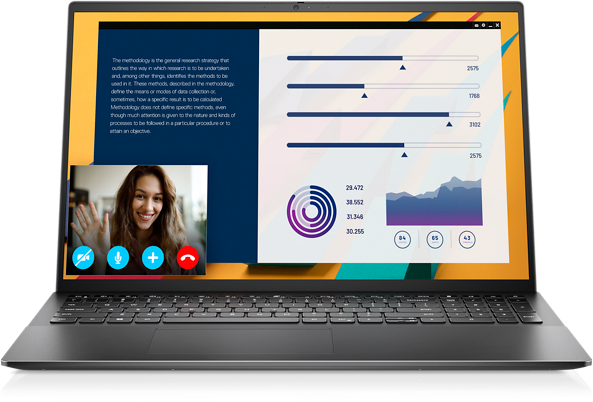 The methodology is the general research strategy that
outlines the way in which research is to be undertaken
and, among other things, identifies the methods to be
used in it. These methods, described in the methodology,
define the means or modes of data collection or,
sometimes, how a specific result is to be calculated
Methodology does not define specific methods, even
though much attention is given to the nature and kinds of
processes to be followed in a particular procedure or to
attain an objective.
2575
1768
3102
2575
29.472
38.552
31.346
30.255
84
65
43